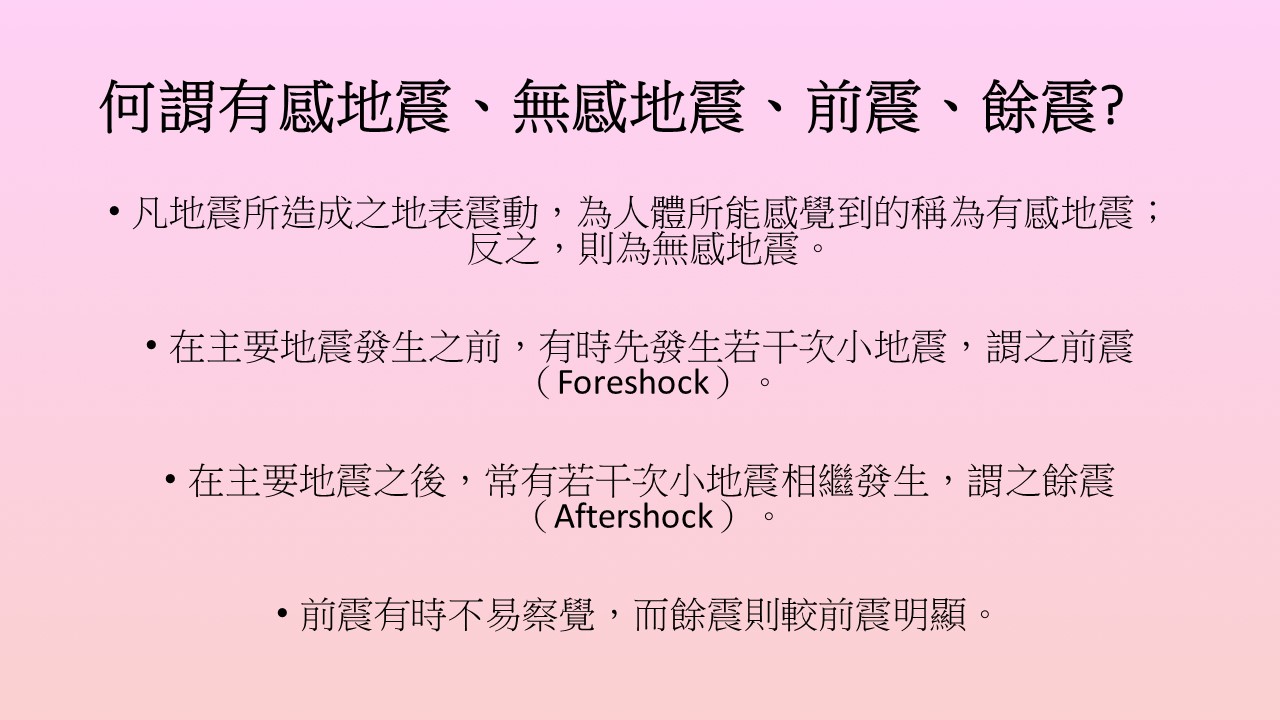 何謂有感地震、無感地震、前震、餘震?
• 凡地震所造成之地表震動，為人體所能感覺到的稱為有感地震；
反之，則為無感地震。
• 在主要地震發生之前，有時先發生若干次小地震，謂之前震
（Foreshock）。
• 在主要地震之後，常有若干次小地震相繼發生，謂之餘震
（Aftershock）。
• 前震有時不易察覺，而餘震則較前震明顯。